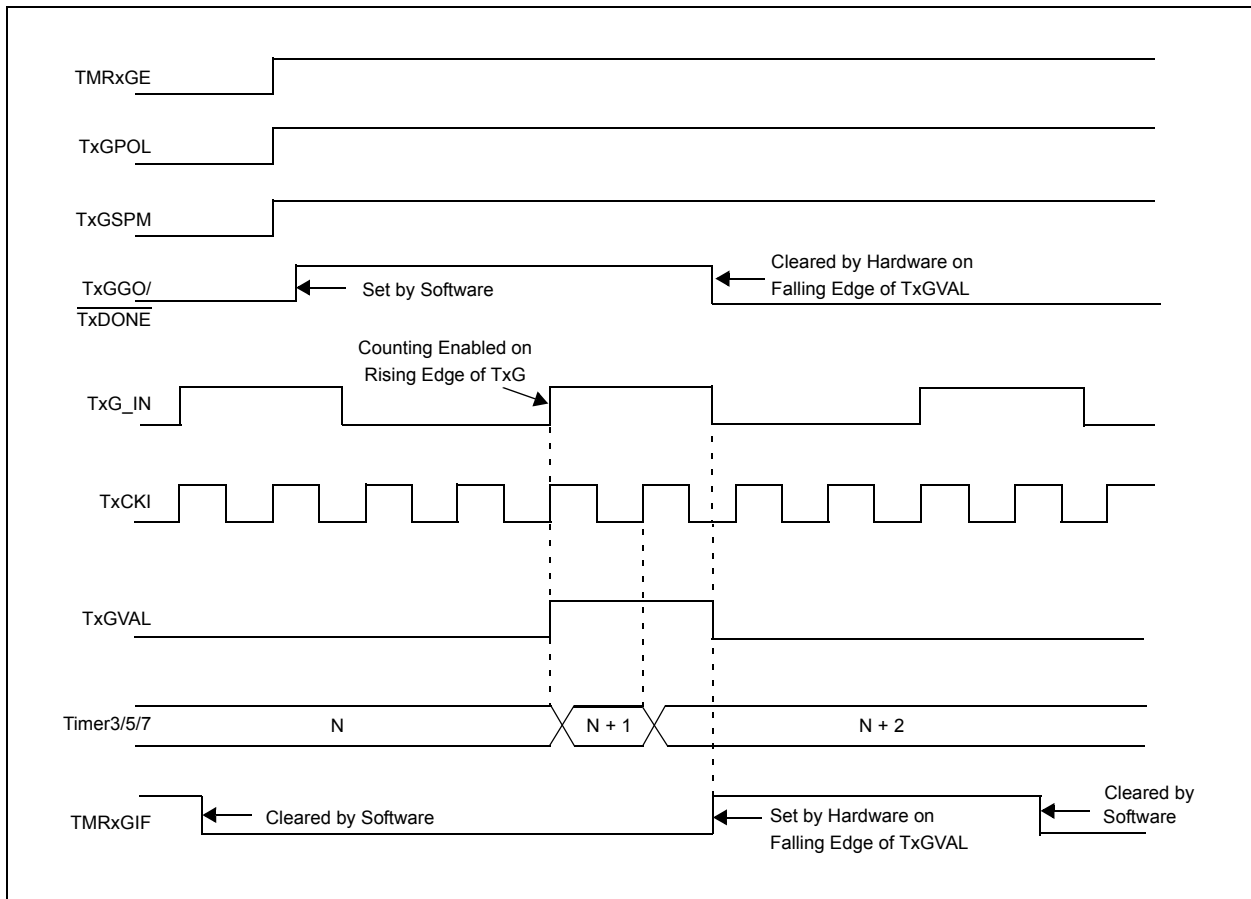 TMRxGE
TxGPOL
TxGSPM
TxGGO/
TxDONE
Set by Software
Cleared by Hardware on
Falling Edge of TxGVAL
Counting Enabled on
Rising Edge of TxG
TxG_IN
TxCKI
TxGVAL
Timer3/5/7
N
N + 1
N + 2
TMRxGIF
Cleared by Software
Set by Hardware on
Falling Edge of TxGVAL
Cleared by
Software